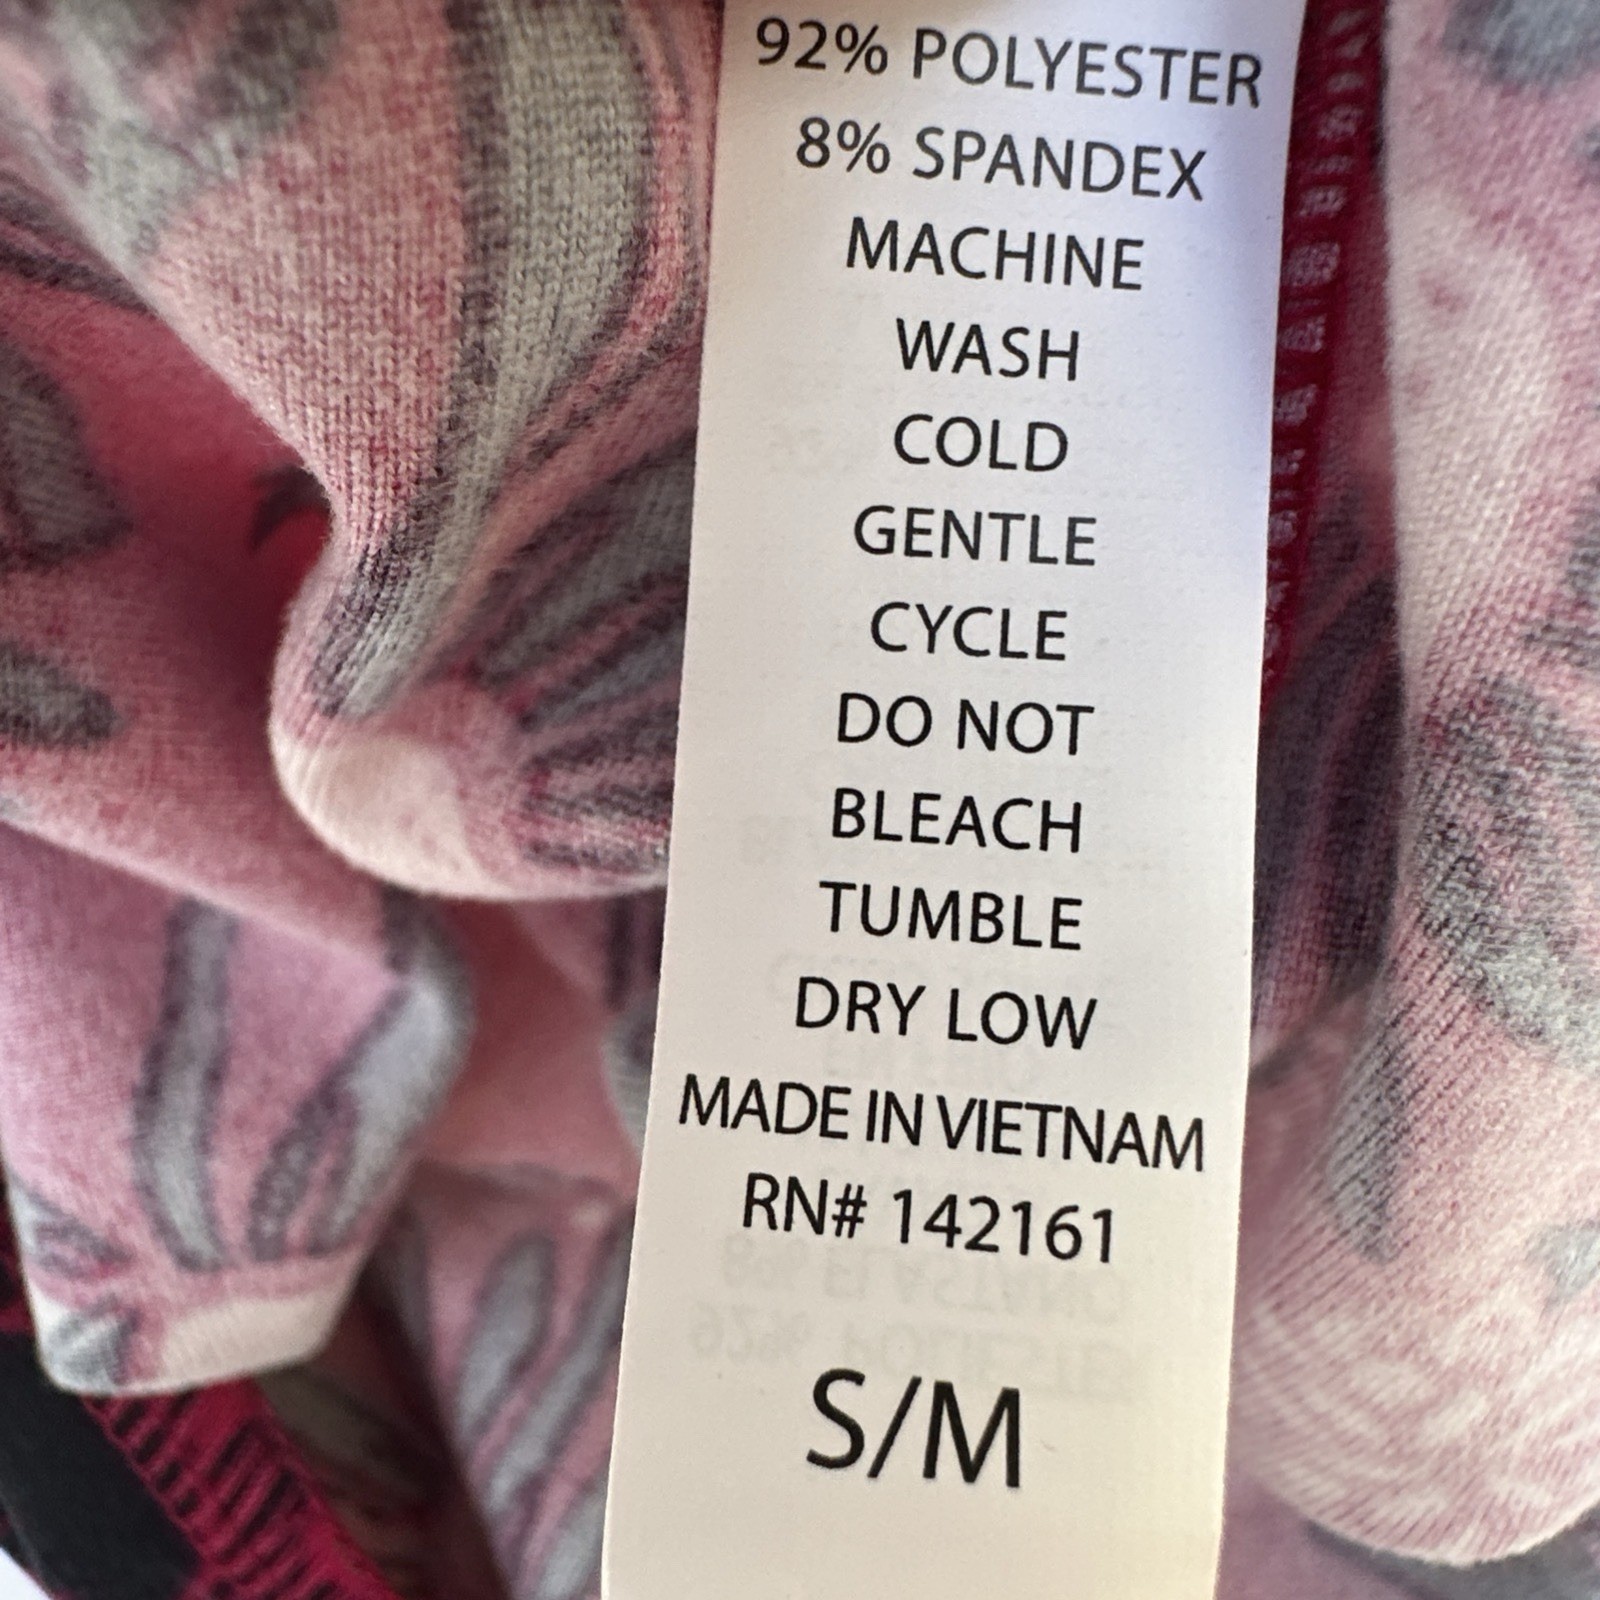 92% POLYESTER
8% SPANDEX
MACHINE
WASH
COLD
GENTLE
CYCLE
DO NOT
BLEACH
TUMBLE
DRY LOW
MADE IN VIETNAM
RN# 142161
S/M